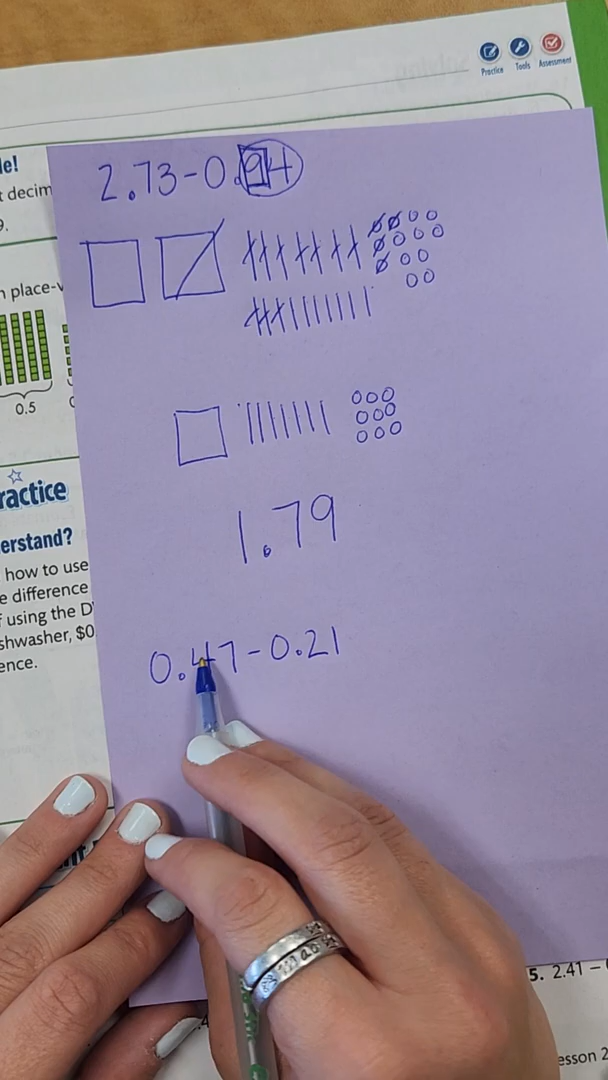 Practice Tools Assessment
le!
2.73-0.94
t decim
9.
n place-v
0.5
1.79
ractice
erstand?
how to use
e difference
f using the D
shwasher, $0
ence.
0.47-0.21
5. 2.41 –
esson 2